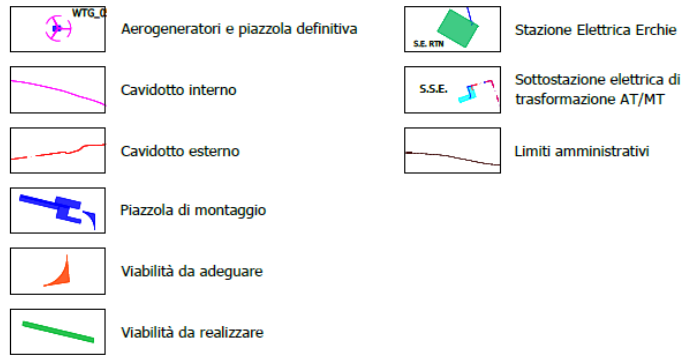 WTG_0
Aerogeneratori e piazzola definitiva
Cavidotto interno
Cavidotto esterno
Piazzola di montaggio
Viabilità da adeguare
Viabilità da realizzare
S.E. RTN
Stazione Elettrica Erchie
S.S.E.
Sottostazione elettrica di
trasformazione AT/MT
Limiti amministrativi